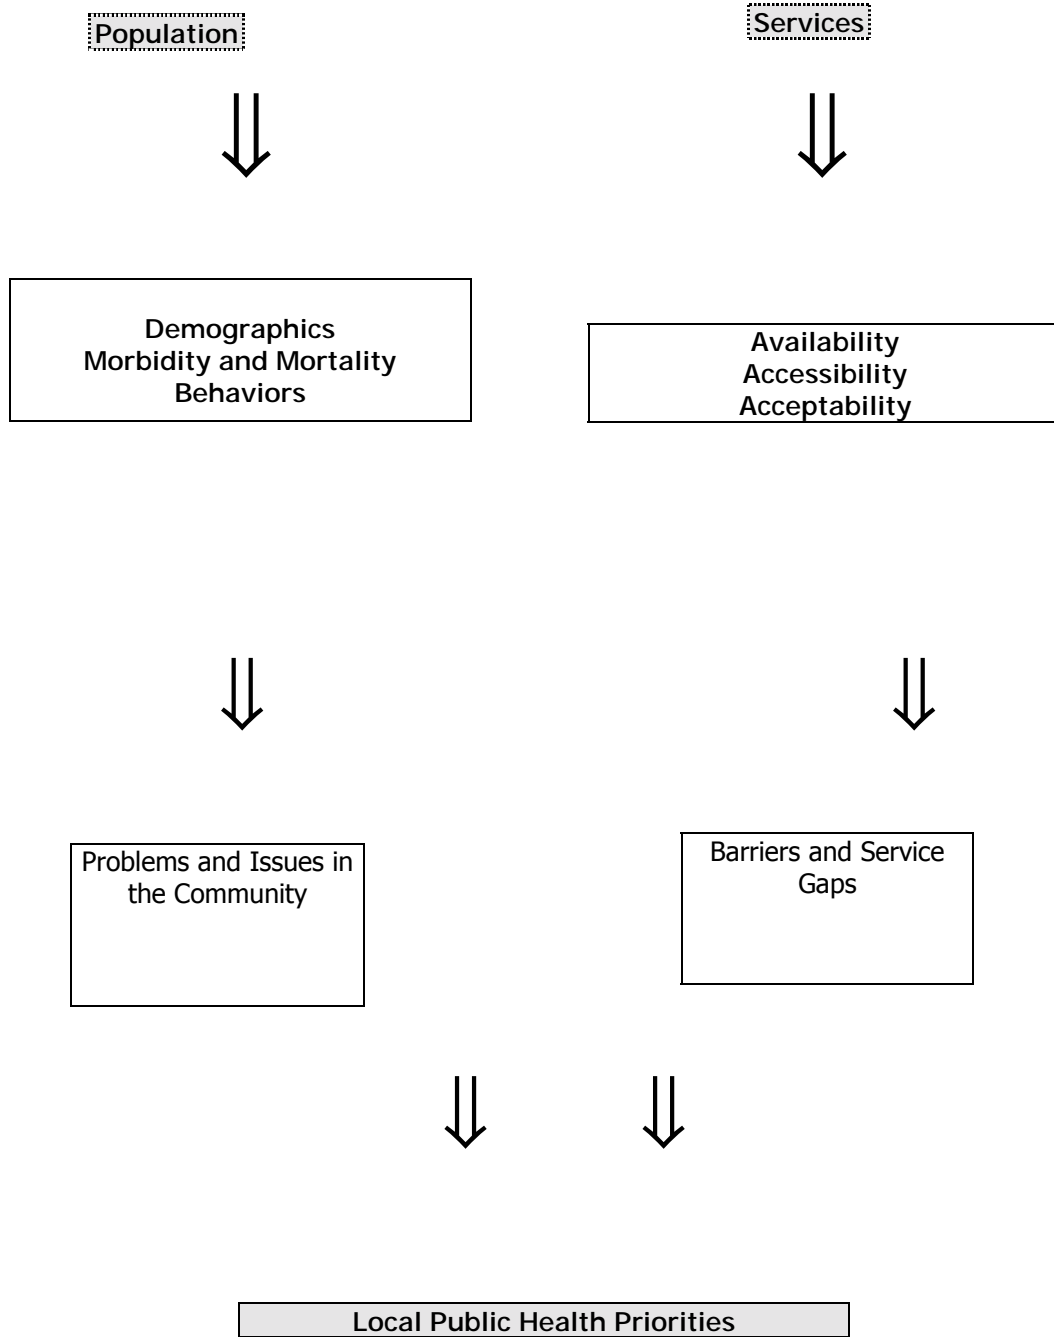 Population
Services
Demographics
Morbidity and Mortality
Behaviors
Availability
Accessibility
Acceptability
Problems and Issues in
the Community
Barriers and Service
Gaps
Local Public Health Priorities